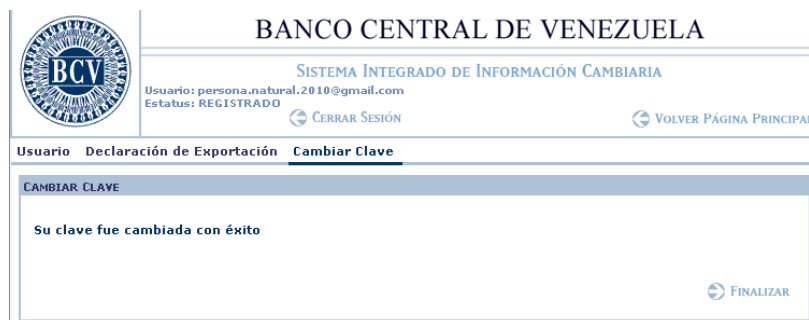 BANCO CENTRAL DE VENEZUELA
BCV
SISTEMA INTEGRADO DE INFORMACIÓN CAMBIARIA
Usuario: persona.natural.2010@gmail.com
Estatus: REGISTRADO
CERRAR SESIÓN
VOLVER PÁGINA PRINCIPAL
Usuario Declaración de Exportación Cambiar Clave
CAMBIAR CLAVE
Su clave fue cambiada con éxito
FINALIZAR